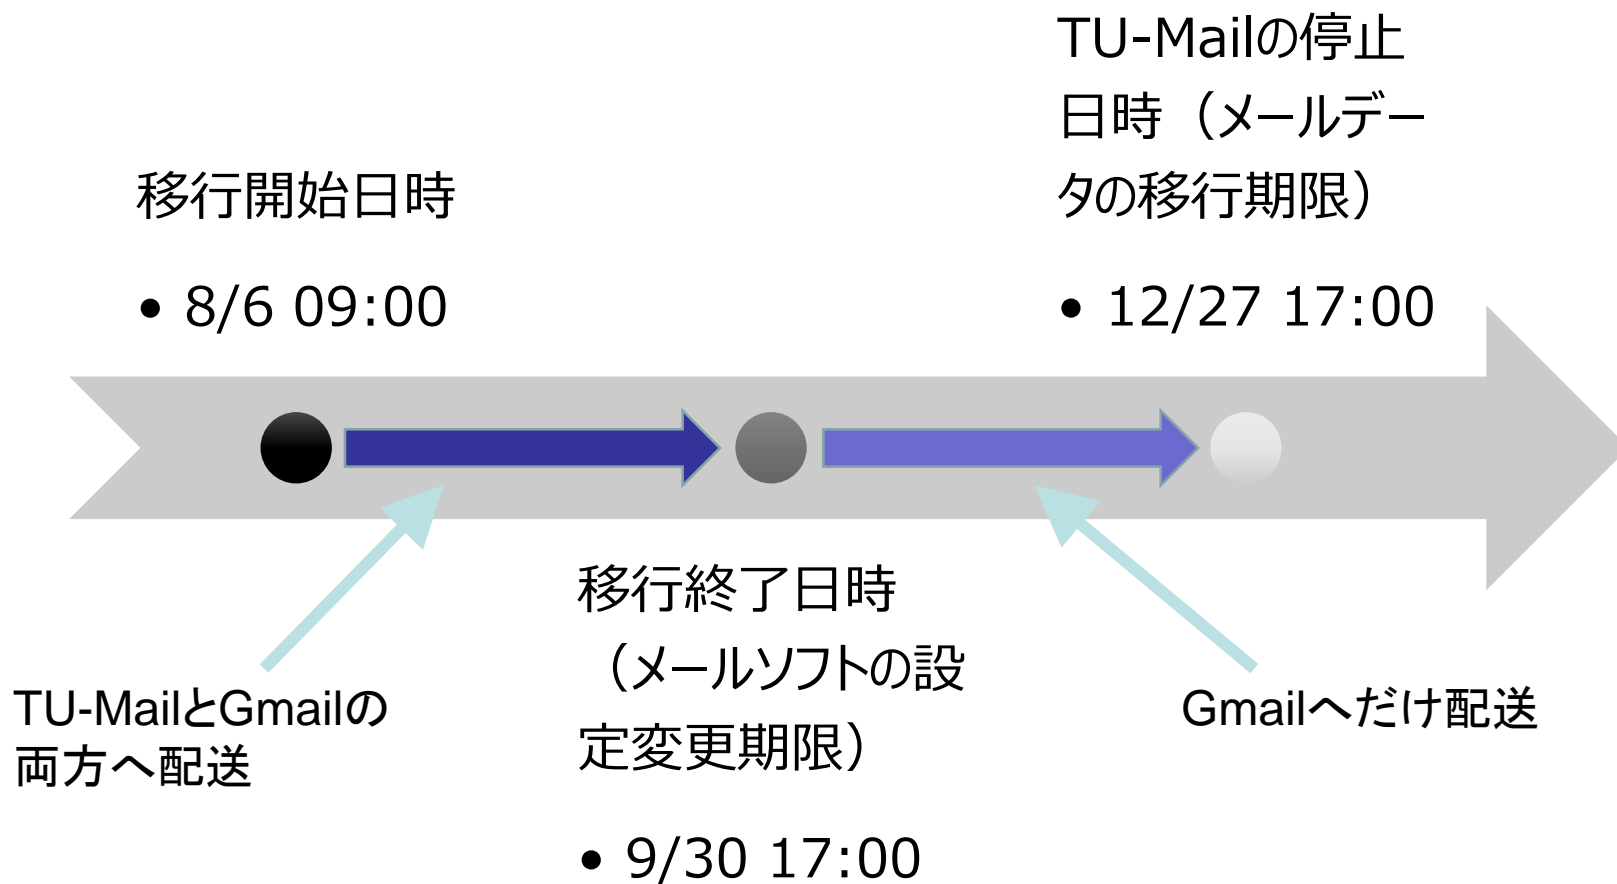 移行開始日時
• 8/6 09:00
TU-Mailの停止
日時（メールデー
タの移行期限）
• 12/27 17:00
TU-MailとGmailの
両方へ配送
移行終了日時
（メールソフトの設
定変更期限）
• 9/30 17:00
Gmailへだけ配送